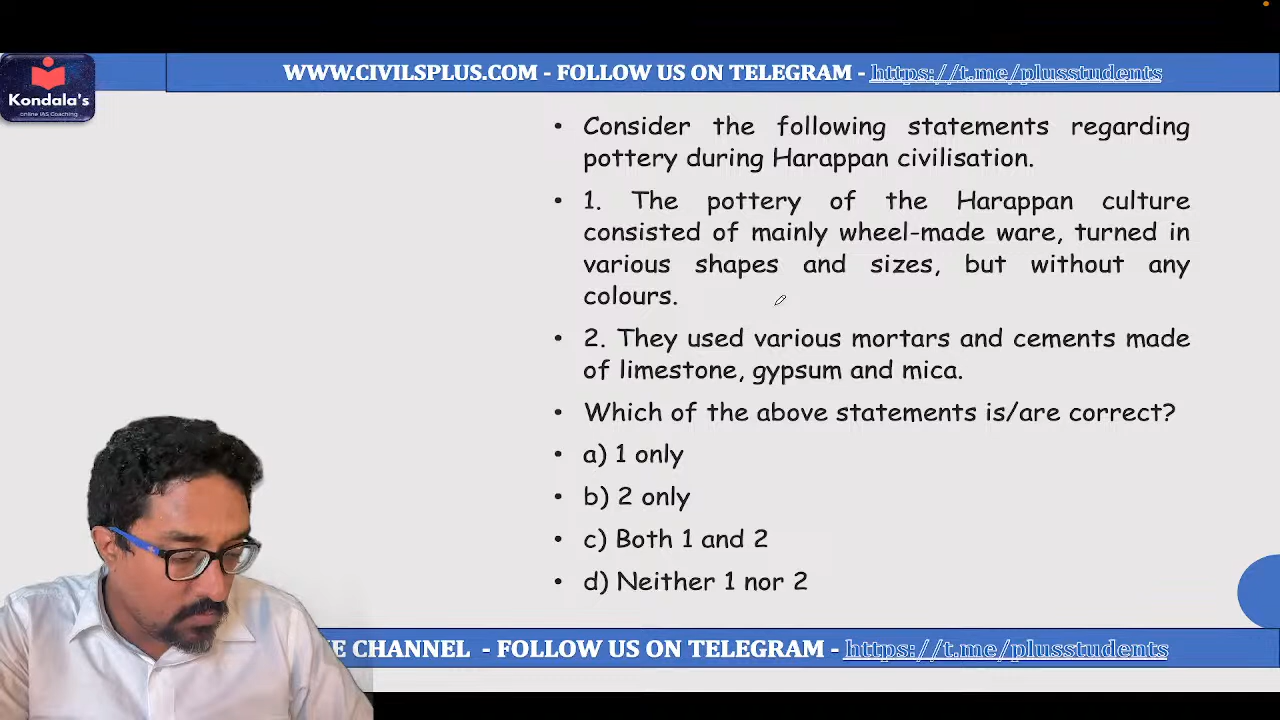 WWW.CIVILSPLUS.COM - FOLLOW US ON TELEGRAM - https://t.me/plusstudents
Kondala's
online IAS Coaching
• Consider the following statements regarding
pottery during Harappan civilisation.
• 1. The pottery of the Harappan culture
consisted of mainly wheel-made ware, turned in
various shapes and sizes, but without any
colours.
• 2. They used various mortars and cements made
of limestone, gypsum and mica.
• Which of the above statements is/are correct?
• a) 1 only
• b) 2 only
• c) Both 1 and 2
• d) Neither 1 nor 2
E CHANNEL - FOLLOW US ON TELEGRAM - https://t.me/plusstudents